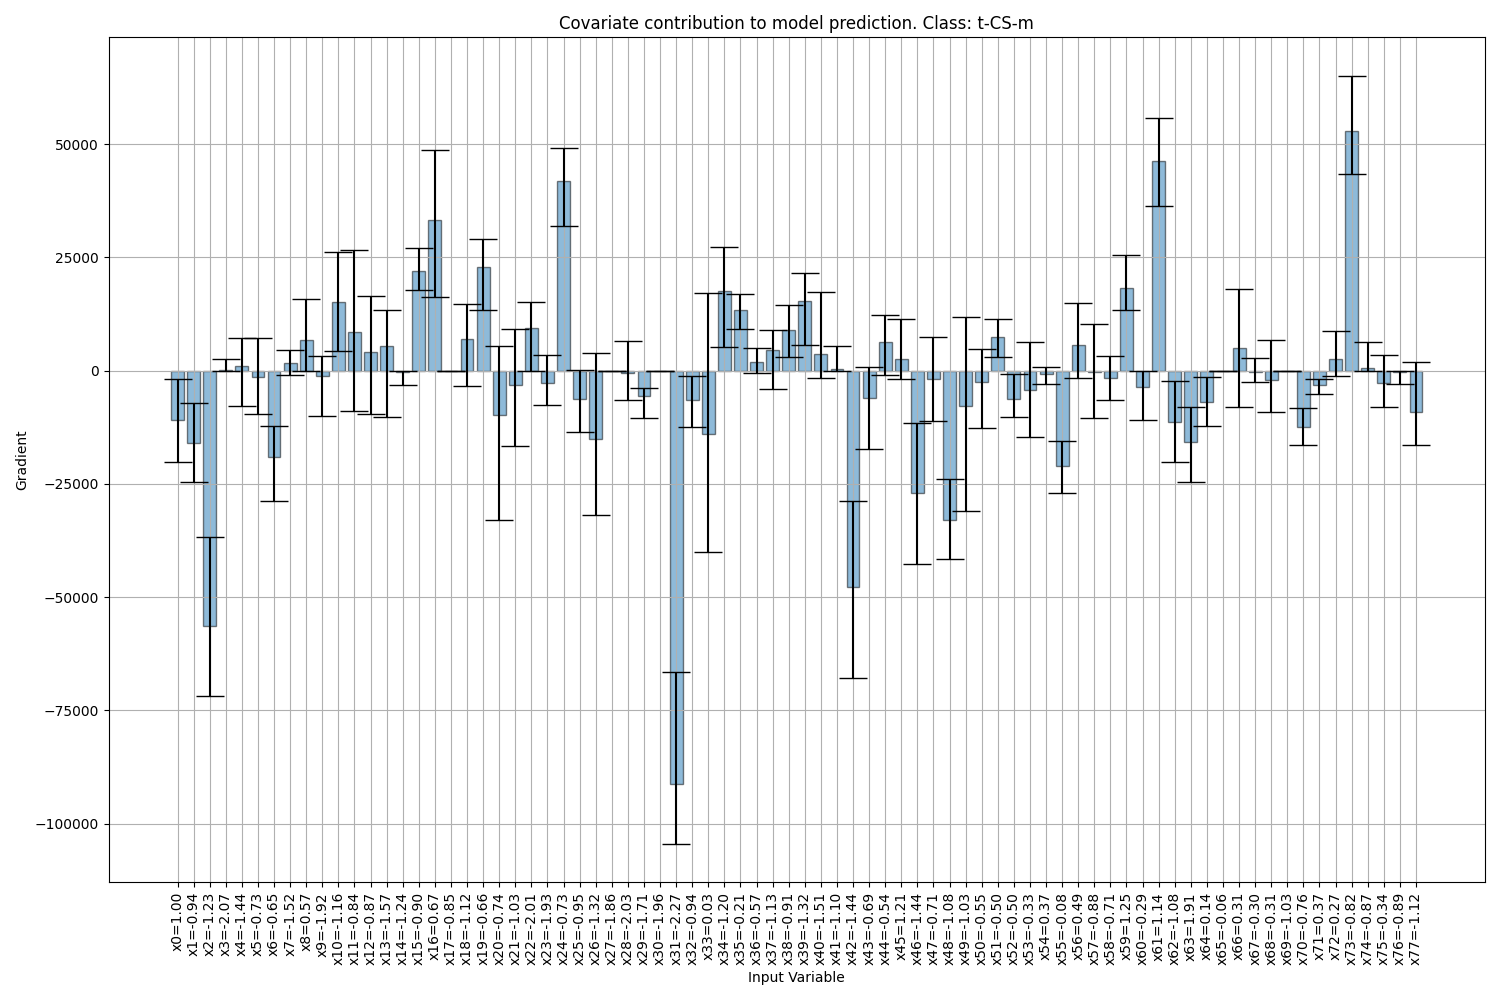 Covariate contribution to model prediction. Class: t-CS-m
Gradient
50000
25000
0
−25000
−50000
−75000
−100000
x0=1.00
x1=-0.94
x2=-1.23
x3=-2.07
x4=-1.44
x5=-0.73
x6=-0.65
x7=-1.52
x8=0.57
x9=-1.92
x10=-1.16
x11=-0.84
x12=-0.87
x13=-1.57
x14=-1.24
x15=-0.90
x16=0.67
x17=-0.85
x18=-1.12
x19=-0.66
x20=-0.74
x21=-1.03
x22=-2.01
x23=-1.93
x24=-0.73
x25=-0.95
x26=-1.32
x27=-1.86
x28=-2.03
x29=-1.71
x30=-1.96
x31=-2.27
x32=-0.94
x33=0.03
x34=-1.20
x35=-0.21
x36=-0.57
x37=-1.13
x38=-0.91
x39=-1.32
x40=-1.51
x41=-1.10
x42=-1.44
x43=-0.69
x44=-0.54
x45=1.21
x46=-1.44
x47=-0.71
x48=-1.08
x49=-1.03
x50=-0.55
x51=-0.50
x52=-0.50
x53=-0.33
x54=0.37
x55=-0.08
x56=0.49
x57=-0.88
x58=-0.71
x59=1.25
x60=-0.29
x61=1.14
x62=-1.08
x63=1.91
x64=0.14
x65=-0.06
x66=0.31
x67=-0.30
x68=-0.31
x69=-1.03
x70=-0.76
x71=0.37
x72=0.27
x73=-0.82
x74=-0.87
x75=-0.34
x76=-0.89
x77=-1.12
Input Variable